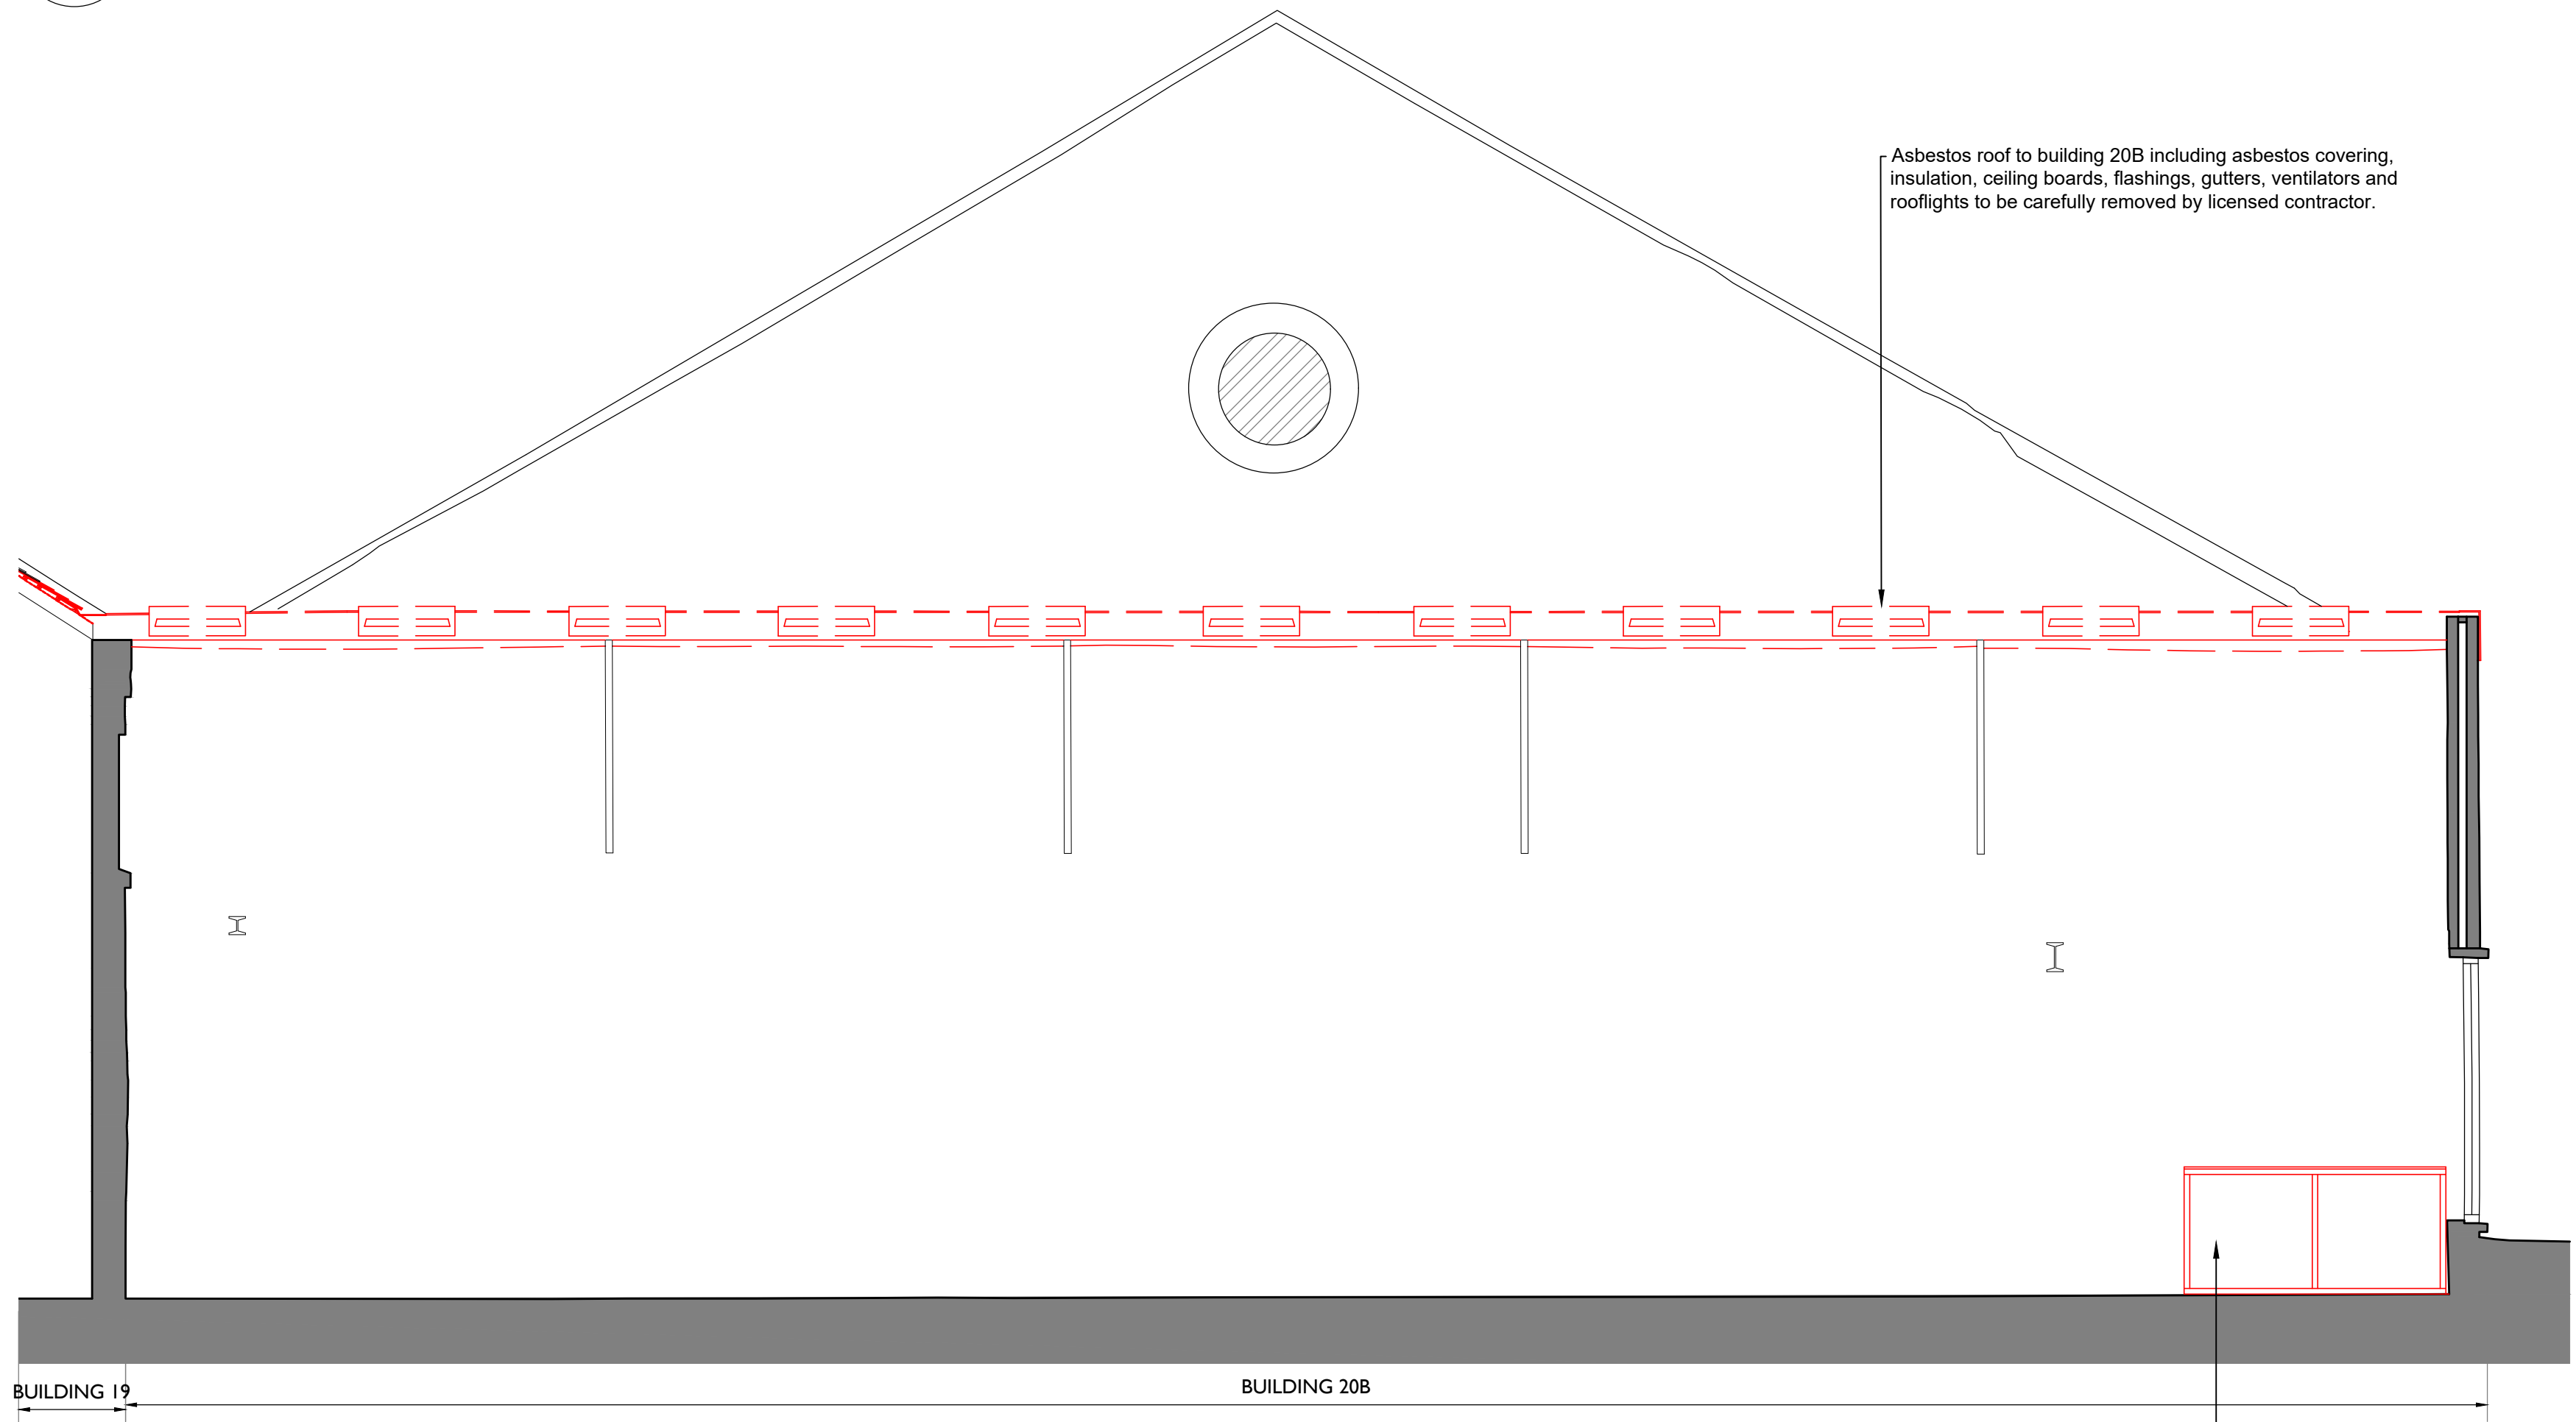 Asbestos roof to building 20B including asbestos covering,
insulation, ceiling boards, flashings, gutters, ventilators and
rooflights to be carefully removed by licensed contractor.
BUILDING 19
BUILDING 20B